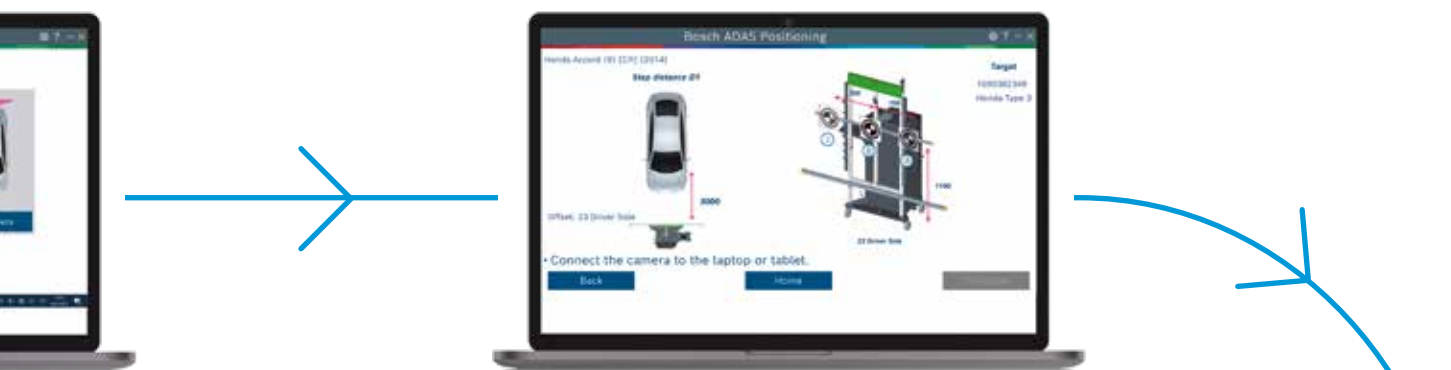 Bosch ADAS Positioning
Honda Accord (9) [CR] (2014)
Step distance D1
Target
Honda Type 3
3000
1100
Offset: 23 Driver Side
23 Driver Side
• Connect the camera to the laptop or tablet.
Back
Home